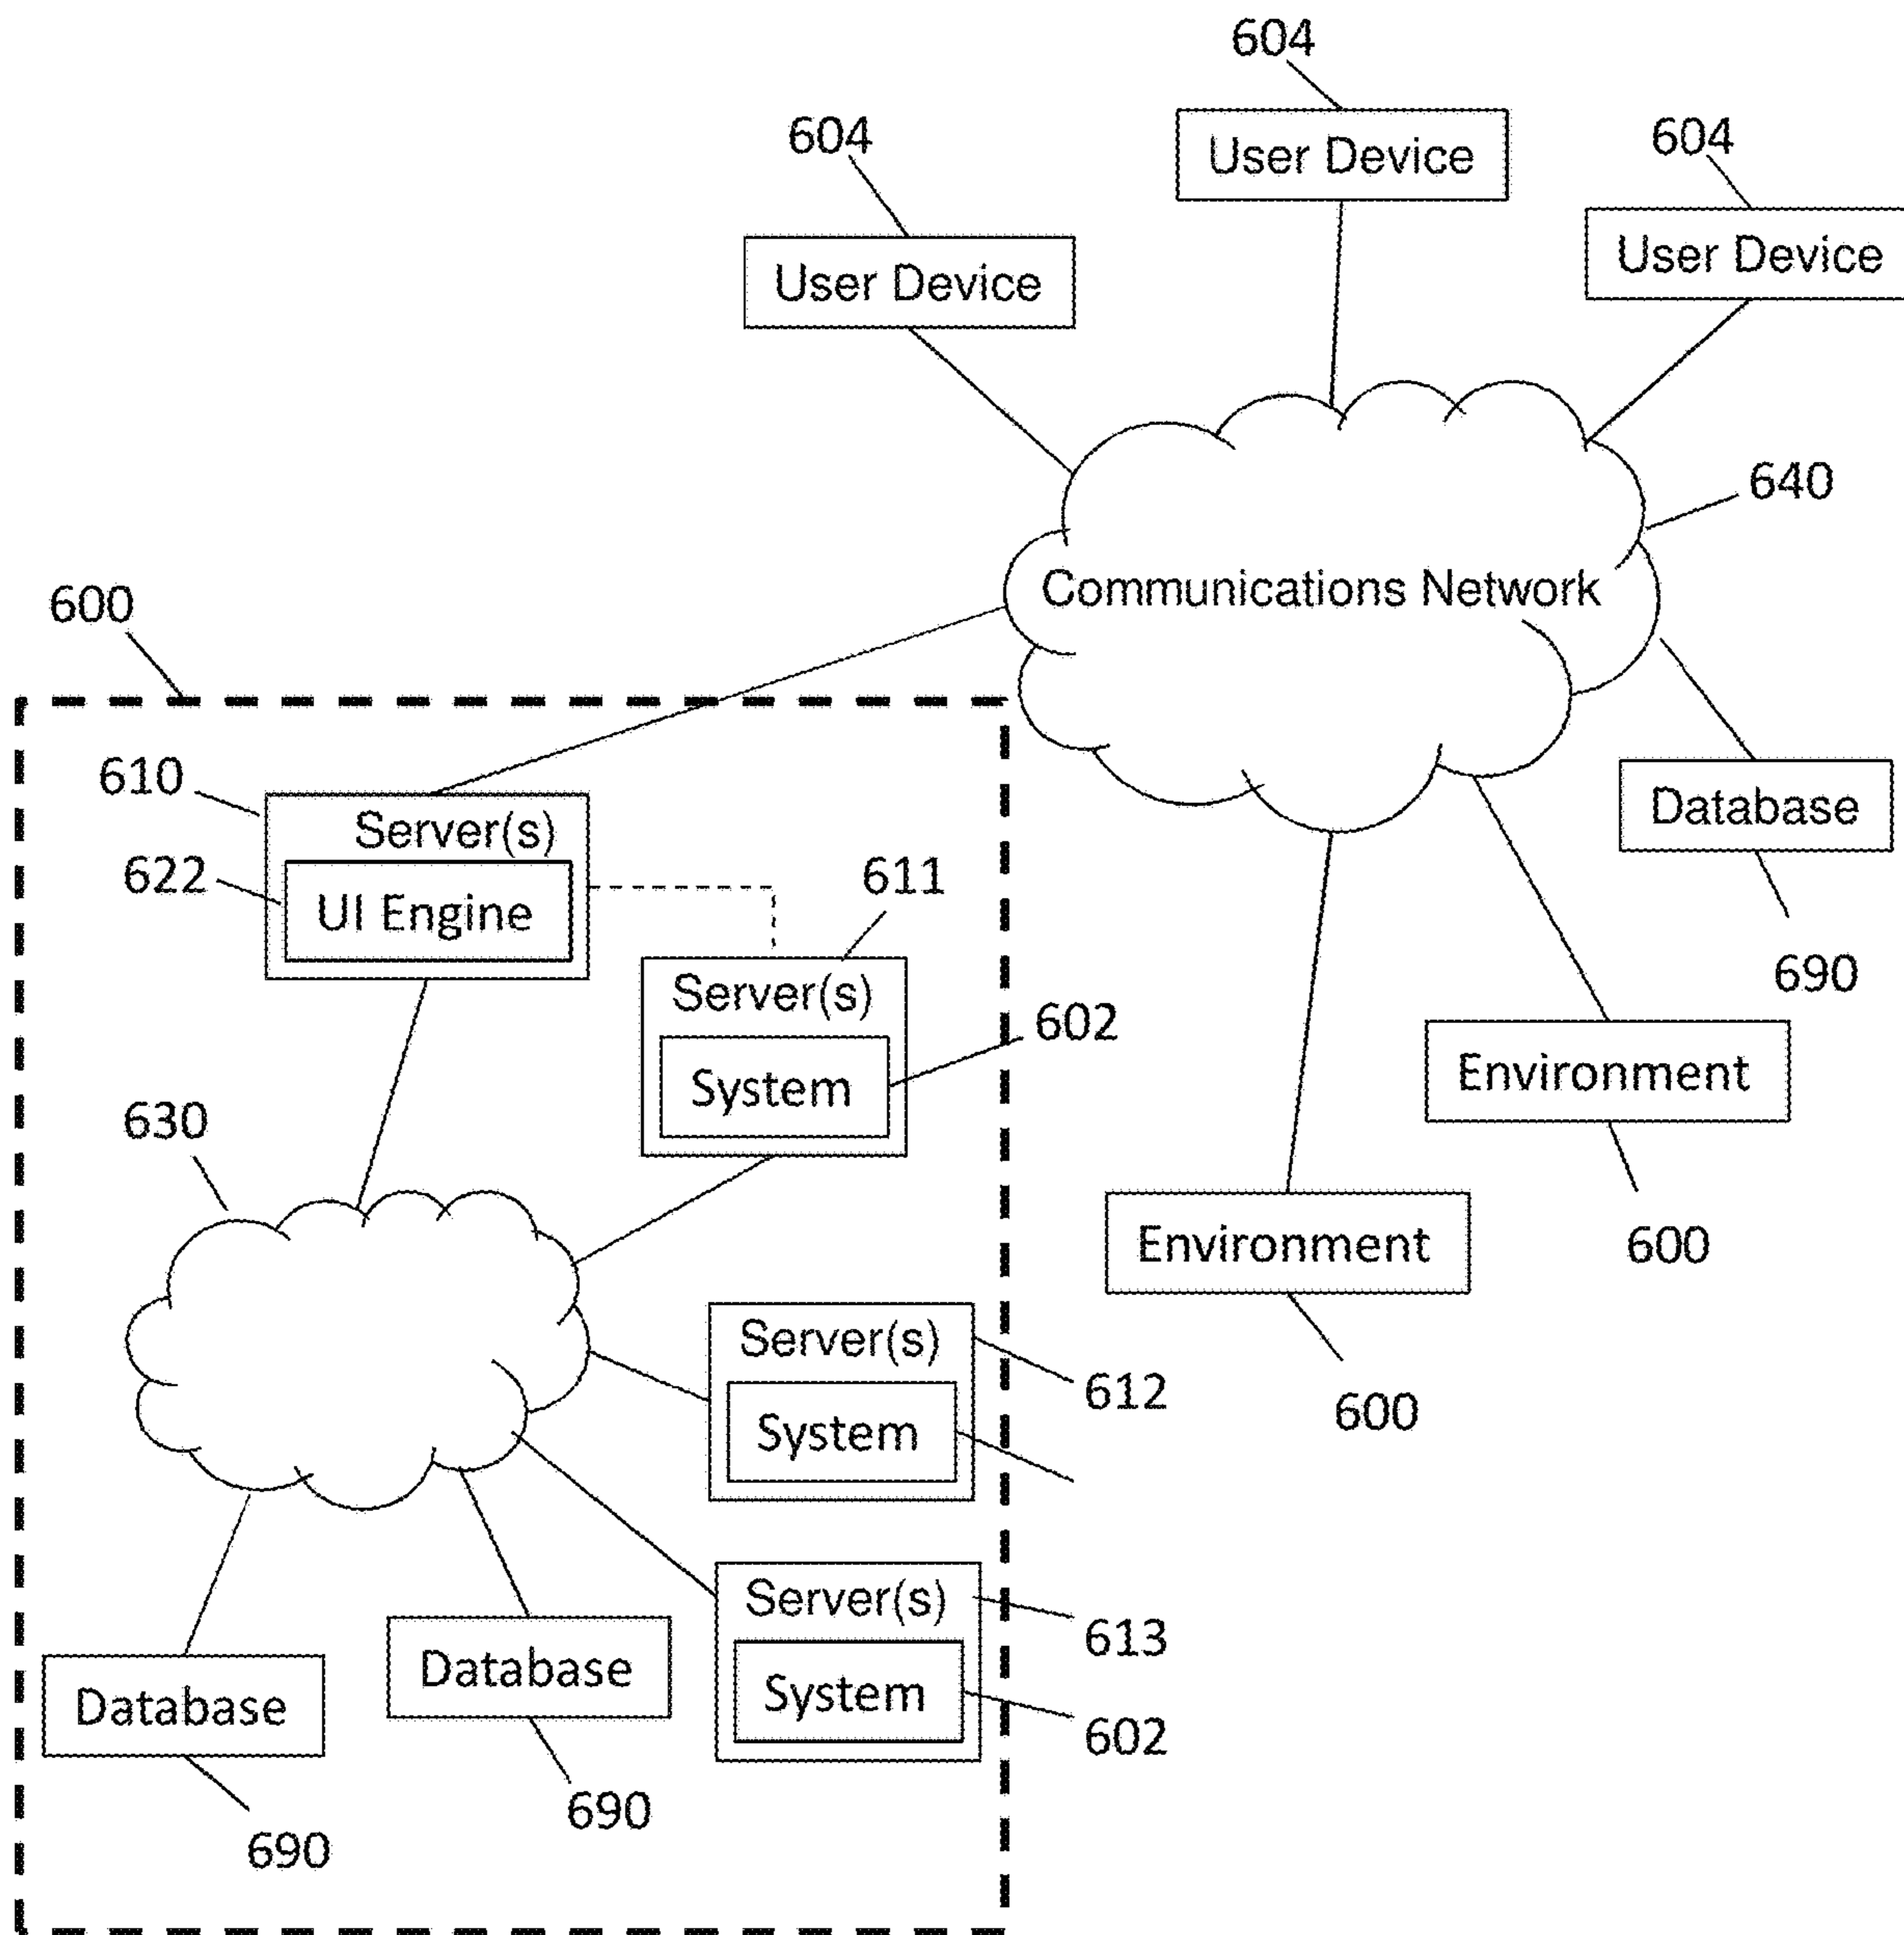 604
604
604
User Device
User Device
User Device
640
Communications Network
600
610
Server(s)
622
UI Engine
611
Database
690
Server(s)
602
System
Environment
630
Environment
600
600
Server(s)
612
System
Server(s)
613
System
602
Database
Database
690
690